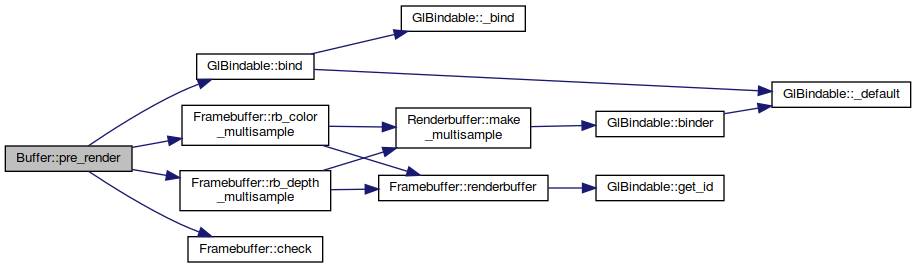 GlBindable::_bind
GlBindable::bind
GlBindable::_default
Framebuffer::rb_color
_multisample
Renderbuffer::make
_multisample
GlBindable::binder
Buffer::pre_render
Framebuffer::rb_depth
_multisample
Framebuffer::renderbuffer
GlBindable::get_id
Framebuffer::check